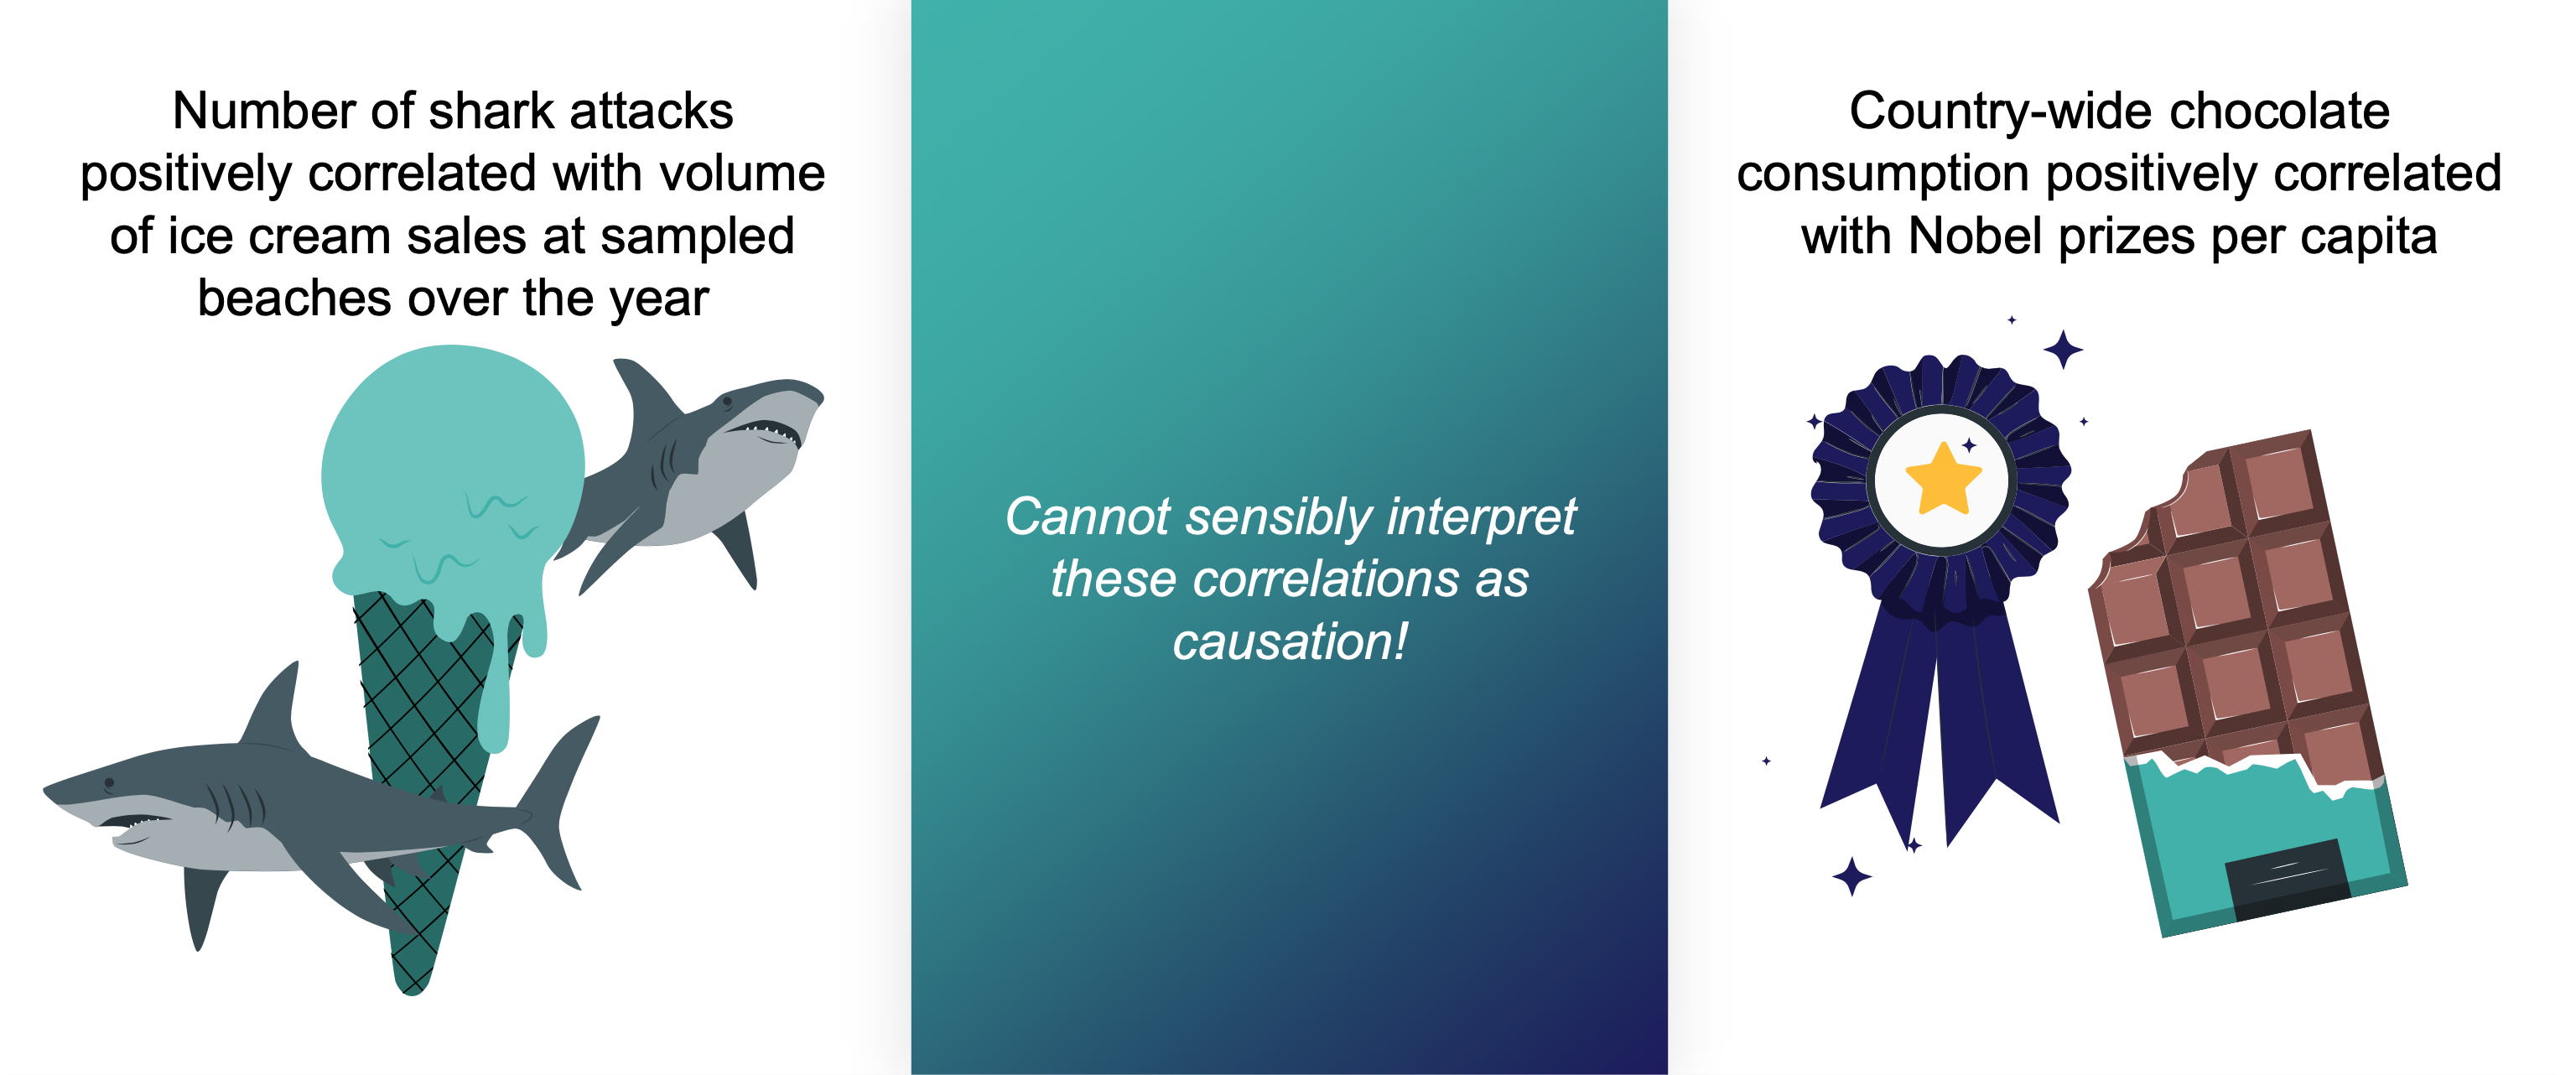 Number of shark attacks
positively correlated with volume
of ice cream sales at sampled
beaches over the year
Cannot sensibly interpret
these correlations as
causation!
Country-wide chocolate
consumption positively correlated
with Nobel prizes per capita